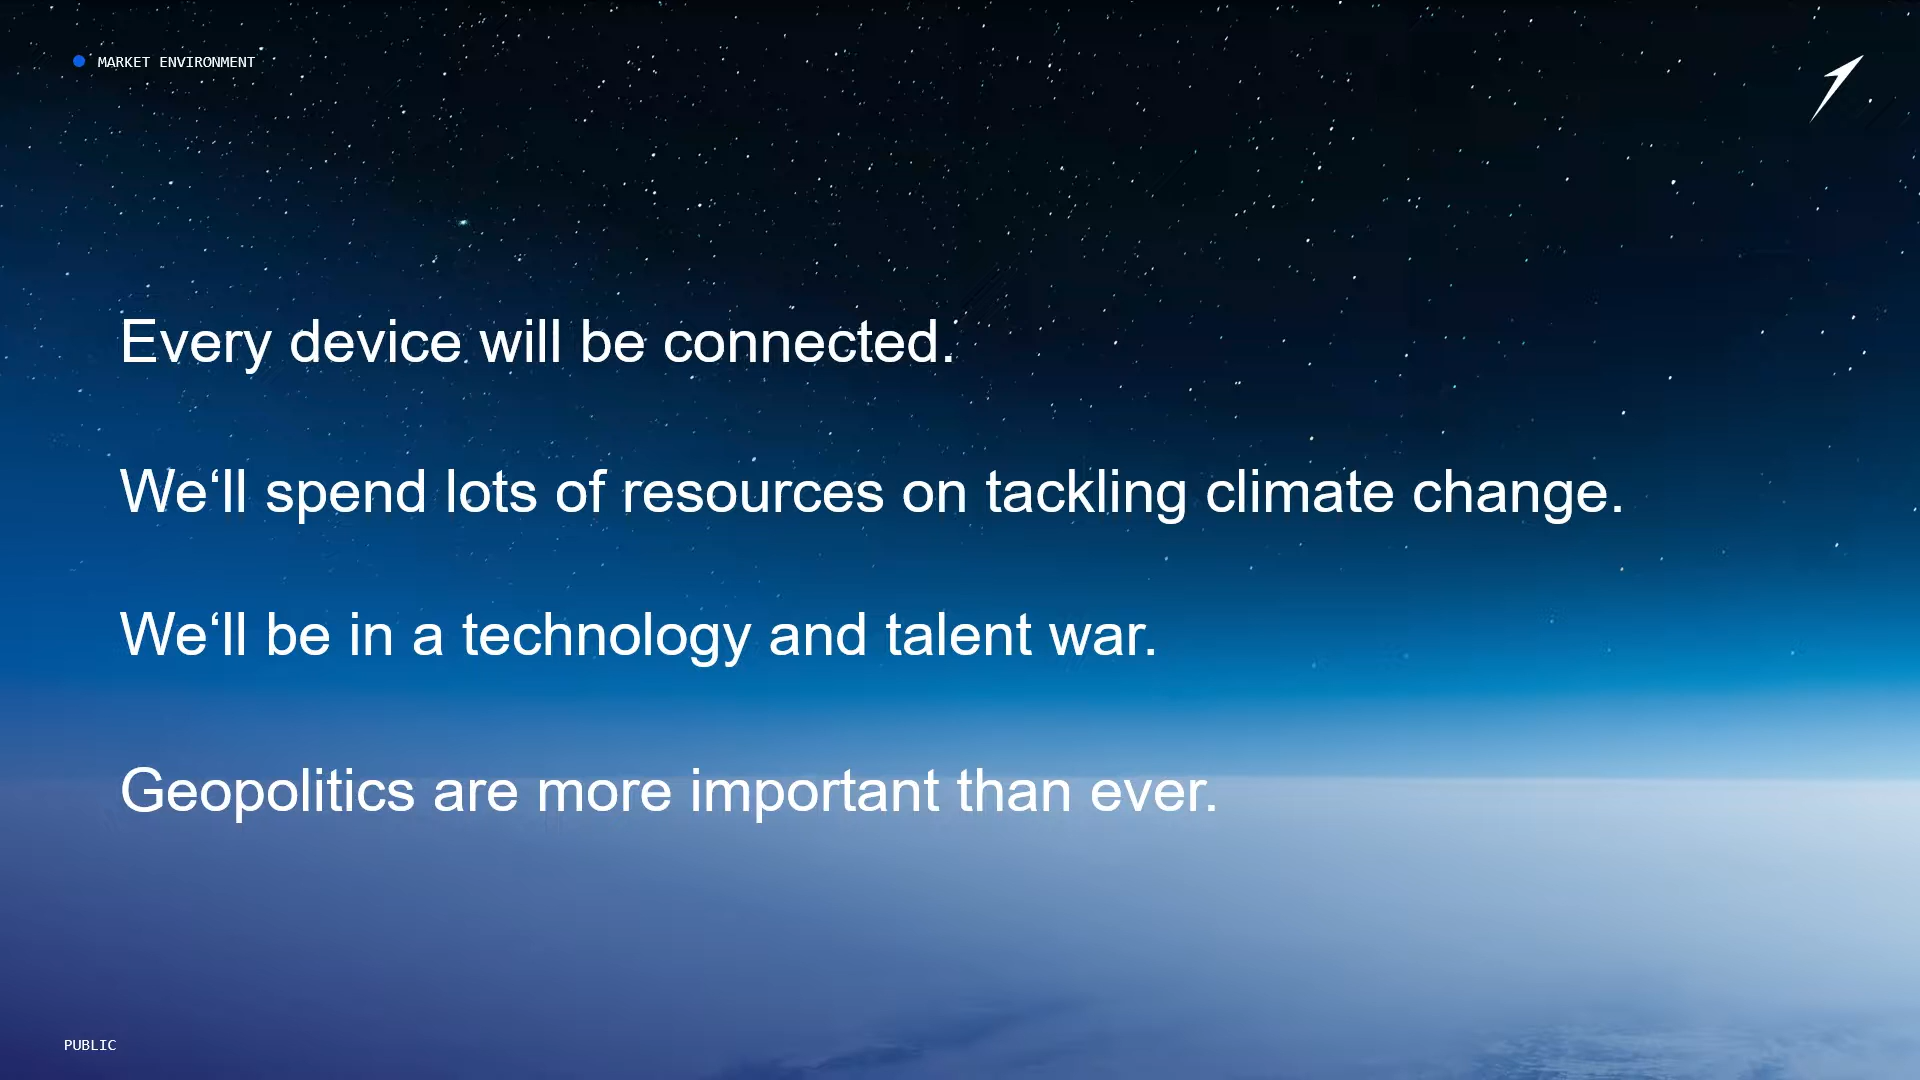 MARKET ENVIRONMENT
Every device will be connected.
We‘ll spend lots of resources on tackling climate change.
We‘ll be in a technology and talent war.
Geopolitics are more important than ever.
PUBLIC